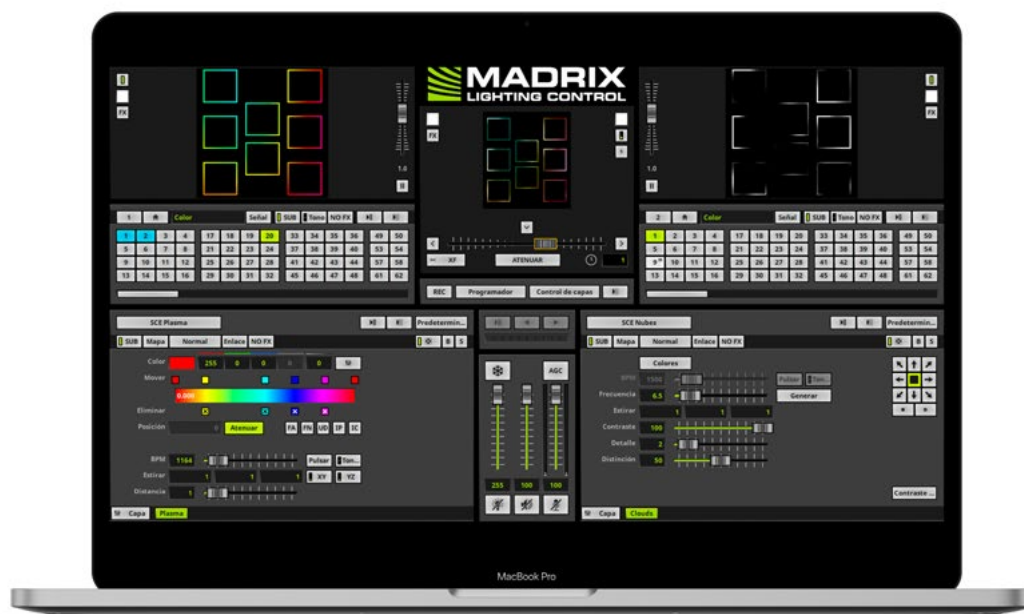 MADRIX
LIGHTING CONTROL
FX
1.0
FX
1.0
FX
1 Color Señal SUB Tono NO FX
1 2 3 4 17 18 19 20 33 34 35 36 49 50
5 6 7 8 21 22 23 24 37 38 39 40 53 54
9 10 11 12 25 26 27 28 41 42 43 44 57 58
13 14 15 16 29 30 31 32 45 46 47 48 61 62
XF ATENUAR 1
REC Programador Control de capas
2 Color Señal SUB Tono NO FX
1 2 3 4 17 18 19 20 33 34 35 36 49 50
5 6 7 8 21 22 23 24 37 38 39 40 53 54
9 10 11 12 25 26 27 28 41 42 43 44 57 58
13 14 15 16 29 30 31 32 45 46 47 48 61 62
SCE Plasma Predetermin...
SUB Mapa Normal Enlace NO FX B S
Color 255 0 0 0 0
Mover
0.000
Eliminar
Posición 0 Atenuar FA FN UD IP IC
BPM 1164 Pulsar Ton...
Estirar 1 1 1 XY YZ
Distancia 1
Capa Plasma
AGC
255 100 100
SCE Nubes Predetermin...
SUB Mapa Normal Enlace NO FX B S
Colores
BPM 1500 Pulsar Ton...
Frecuencia 6.5 Generar
Estirar 1 1 1
Contraste 100
Detalle 2
Distinción 50
Contraste ...
Capa Clouds
MacBook Pro